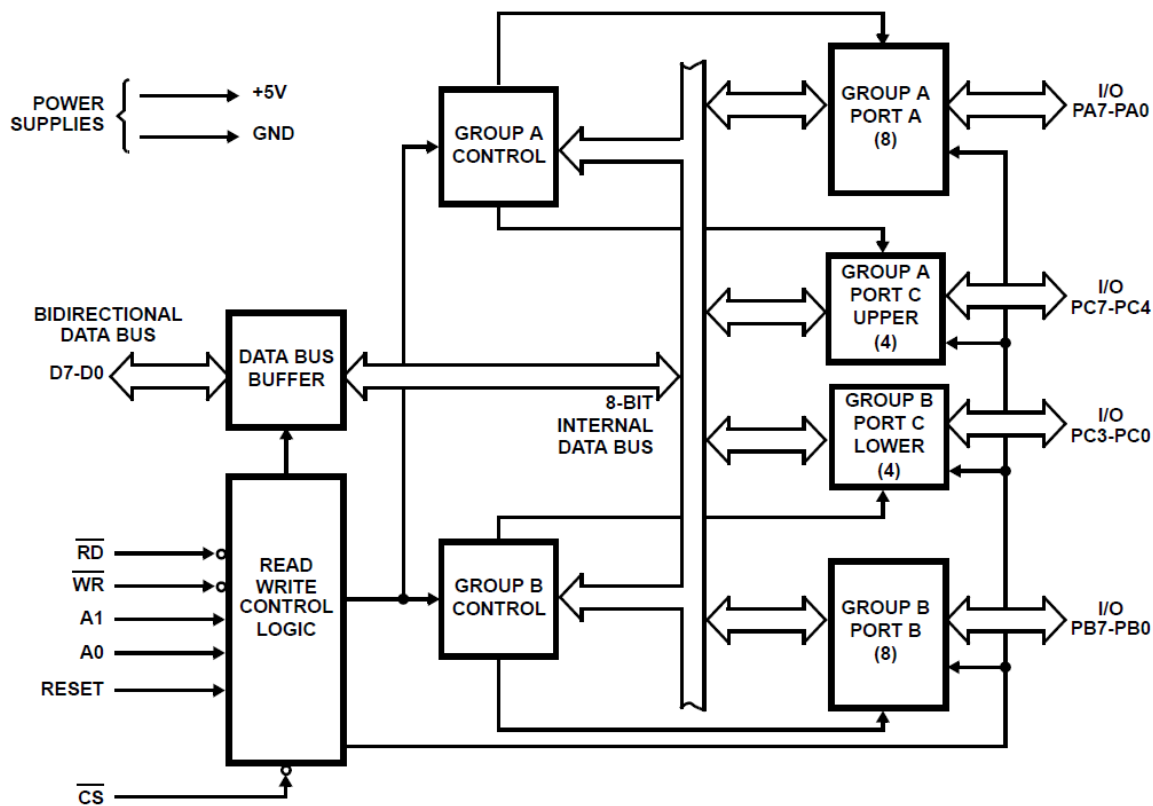 POWER
SUPPLIES
+5V
GND
GROUP A
CONTROL
GROUP A
PORT A
(8)
I/O
PA7-PA0
GROUP A
PORT C
UPPER
(4)
I/O
PC7-PC4
BIDIRECTIONAL
DATA BUS
D7-D0
DATA BUS
BUFFER
8-BIT
INTERNAL
DATA BUS
GROUP B
PORT C
LOWER
(4)
I/O
PC3-PC0
RD
WR
A1
A0
RESET
CS
READ
WRITE
CONTROL
LOGIC
GROUP B
CONTROL
GROUP B
PORT B
(8)
I/O
PB7-PB0